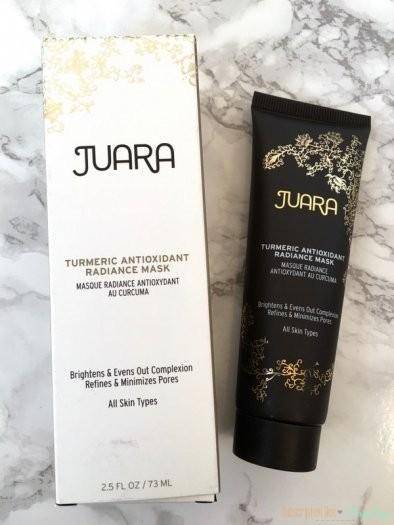 JUARA
TURMERIC ANTIOXIDANT
RADIANCE MASK
MASQUE RADIANCE ANTIOXYDANT
AU CURCUMA
Brightens & Evens Out Complexion
Refines & Minimizes Pores
All Skin Types
2.5 FL OZ / 73 ML
JUARA
TURMERIC ANTIOXIDANT
RADIANCE MASK
MASQUE RADIANCE
ANTIOXYDANT AU CURCUMA
Brightens & Evens Out Complexion
Refines & Minimizes Pores
All Skin Types